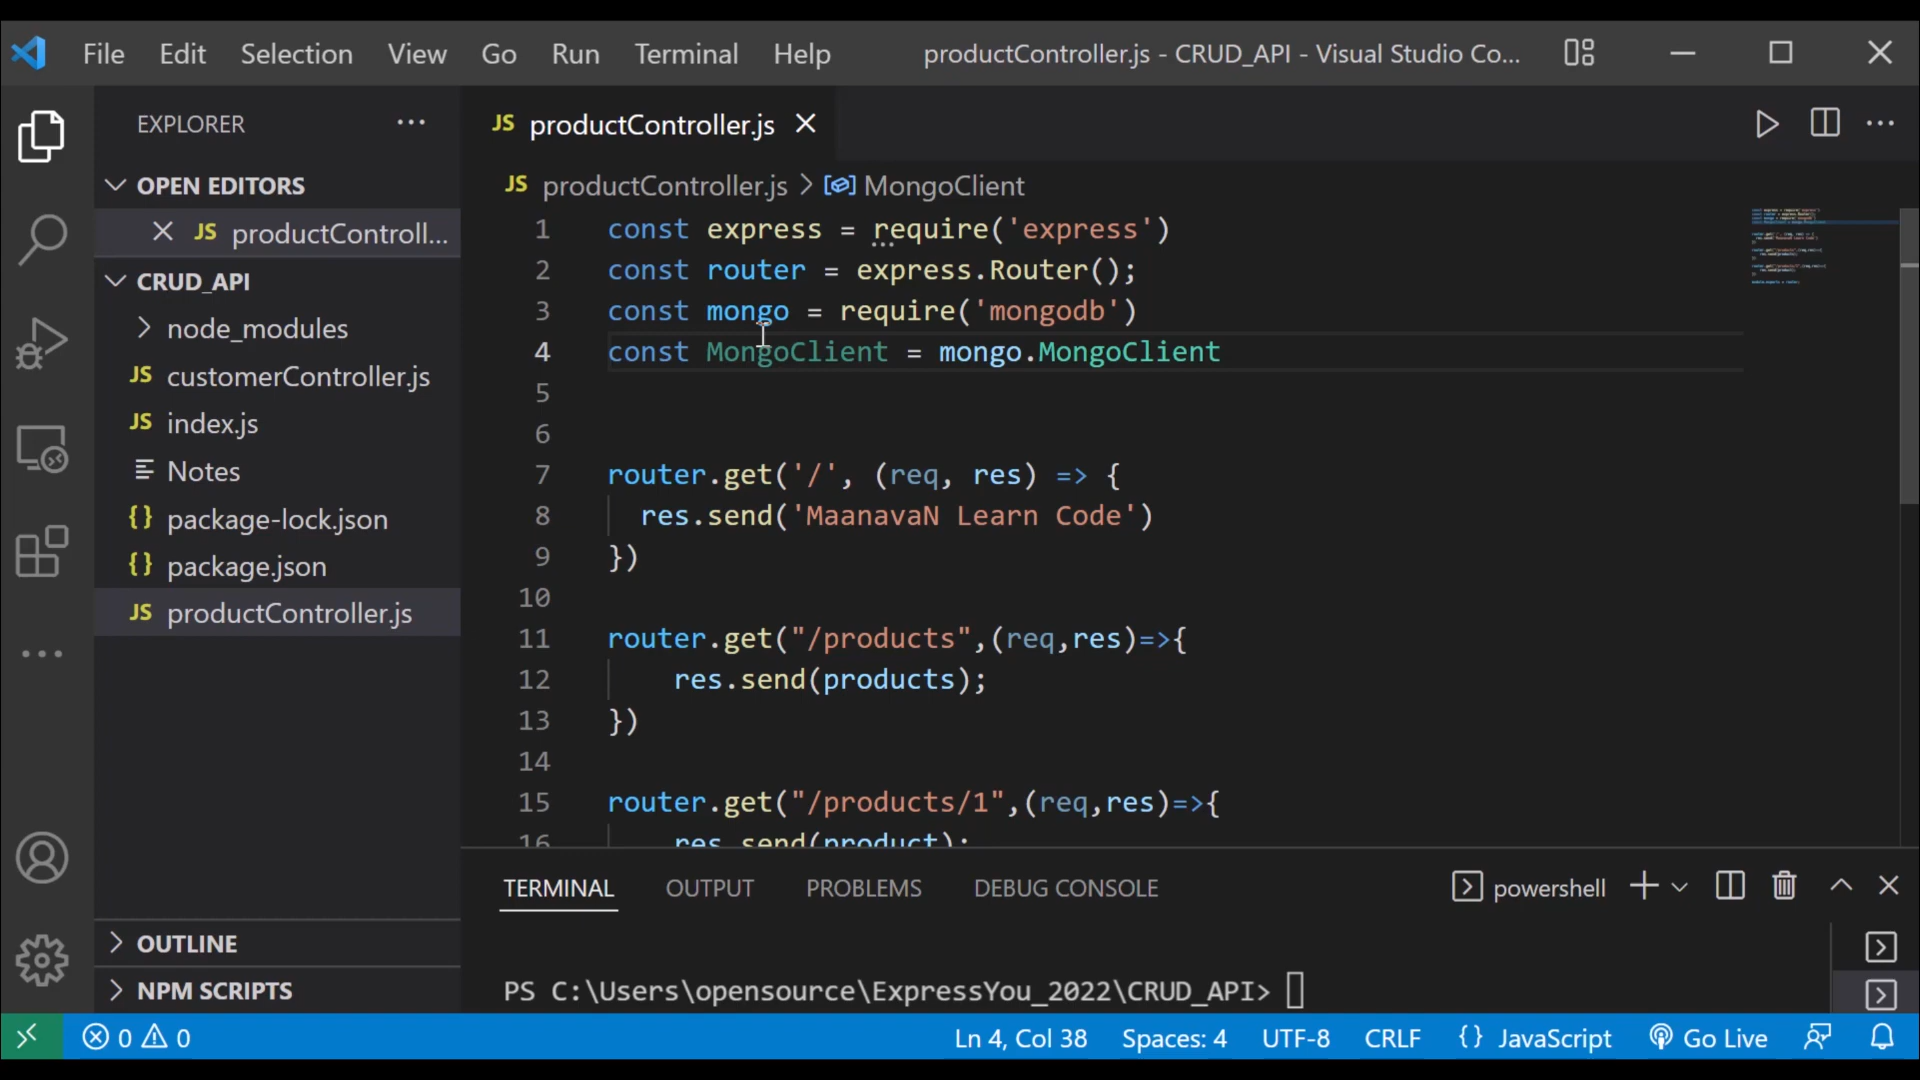 File Edit Selection View Go Run Terminal Help productController.js - CRUD_API - Visual Studio Co...
EXPLORER
OPEN EDITORS
JS productControll...
CRUD_API
node_modules
JS customerController.js
JS index.js
Notes
{} package-lock.json
{} package.json
JS productController.js
OUTLINE
NPM SCRIPTS
JS productController.js
JS productController.js > MongoClient
1 const express = require('express')
2 const router = express.Router();
3 const mongo = require('mongodb')
4 const MongoClient = mongo.MongoClient
5
6
7 router.get('/', (req, res) => {
8 res.send('MaanavaN Learn Code')
9 })
10
11 router.get("/products",(req,res)=>{
12 res.send(products);
13 })
14
15 router.get("/products/1",(req,res)=>{
16 res.send(product);
TERMINAL OUTPUT PROBLEMS DEBUG CONSOLE powershell
PS C:\Users\opensource\ExpressYou_2022\CRUD_API>
0 0 Ln 4, Col 38 Spaces: 4 UTF-8 CRLF {} JavaScript Go Live